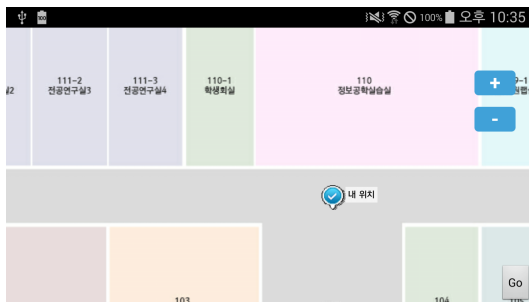 100
100% 오후 10:35
111-2
전공연구실3
111-3
전공연구실4
110-1
학생회실
110
정보공학실습실
+
-
내 위치
103
104
Go